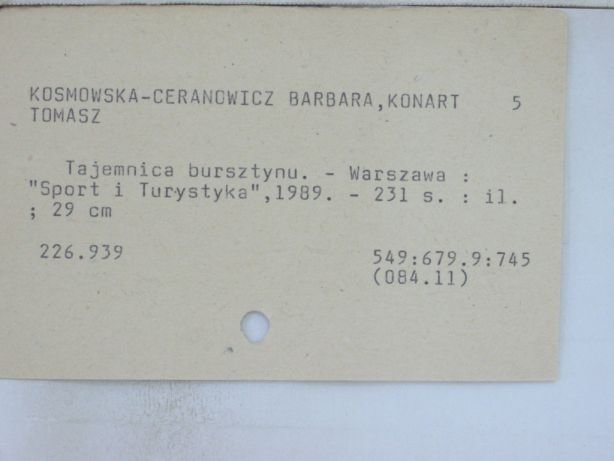 KOSMOWSKA-CERANOWICZ BARBARA,KONART 5
TOMASZ
Tajemnica bursztynu. - Warszawa :
"Sport i Turystyka",1989. - 231 s. : il.
; 29 cm
226.939 549:679.9:745
(084.11)